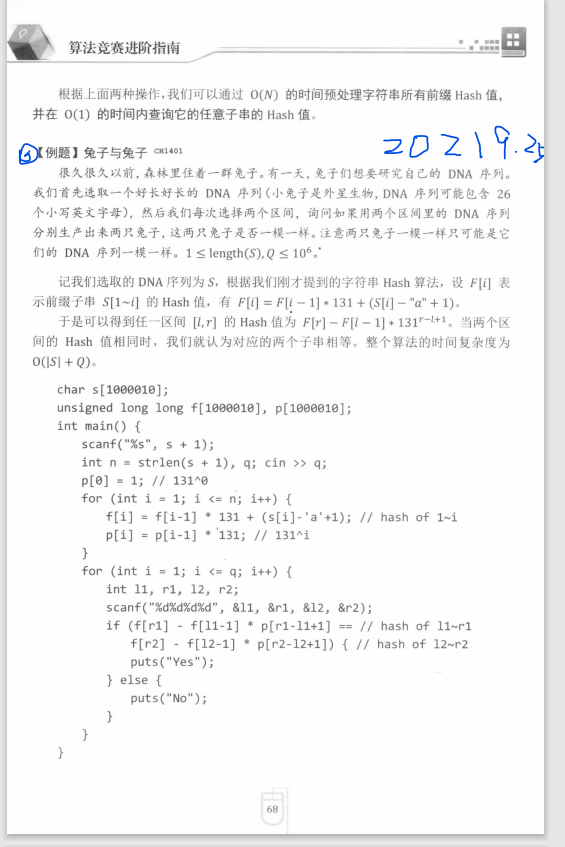 算法竞赛进阶指南
根据上面两种操作,我们可以通过 O(N) 的时间预处理字符串所有前缀 Hash 值,
并在 O(1) 的时间内查询它的任意子串的 Hash 值。
20219.25
【例题】兔子与兔子 CH1401
很久很久以前,森林里住着一群兔子。有一天,兔子们想要研究自己的 DNA 序列。
我们首先选取一个好长好长的 DNA 序列(小兔子是外星生物,DNA 序列可能包含 26
个小写英文字母),然后我们每次选择两个区间,询问如果用两个区间里的 DNA 序列
分别生产出来两只兔子,这两只兔子是否一模一样。注意两只兔子一模一样只可能是它
们的 DNA 序列一模一样。1 ≤ length(S), Q ≤ 10⁶。
记我们选取的 DNA 序列为 S,根据我们刚才提到的字符串 Hash 算法,设 F[i] 表
示前缀子串 S[1~i] 的 Hash 值,有 F[i] = F[i − 1] * 131 + (S[i] − "a" + 1)。
于是可以得到任一区间 [l,r] 的 Hash 值为 F[r] − F[l − 1] * 131ʳ⁻ˡ⁺¹。当两个区
间的 Hash 值相同时,我们就认为对应的两个子串相等。整个算法的时间复杂度为
O(|S| + Q)。
char s[1000010];
unsigned long long f[1000010], p[1000010];
int main() {
scanf("%s", s + 1);
int n = strlen(s + 1), q; cin >> q;
p[0] = 1; // 131^0
for (int i = 1; i <= n; i++) {
f[i] = f[i-1] * 131 + (s[i]-'a'+1); // hash of 1~i
p[i] = p[i-1] * 131; // 131^i
}
for (int i = 1; i <= q; i++) {
int l1, r1, l2, r2;
scanf("%d%d%d%d", &l1, &r1, &l2, &r2);
if (f[r1] - f[l1-1] * p[r1-l1+1] == // hash of l1~r1
f[r2] - f[l2-1] * p[r2-l2+1]) { // hash of l2~r2
puts("Yes");
} else {
puts("No");
}
}
}
68